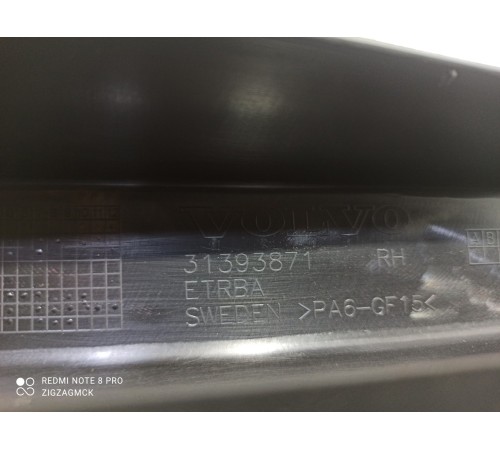 VOLVO
31393871 RH
ETRBA
SWEDEN >PA6-GF15<
REDMI NOTE 8 PRO
ZIGZAGMCK